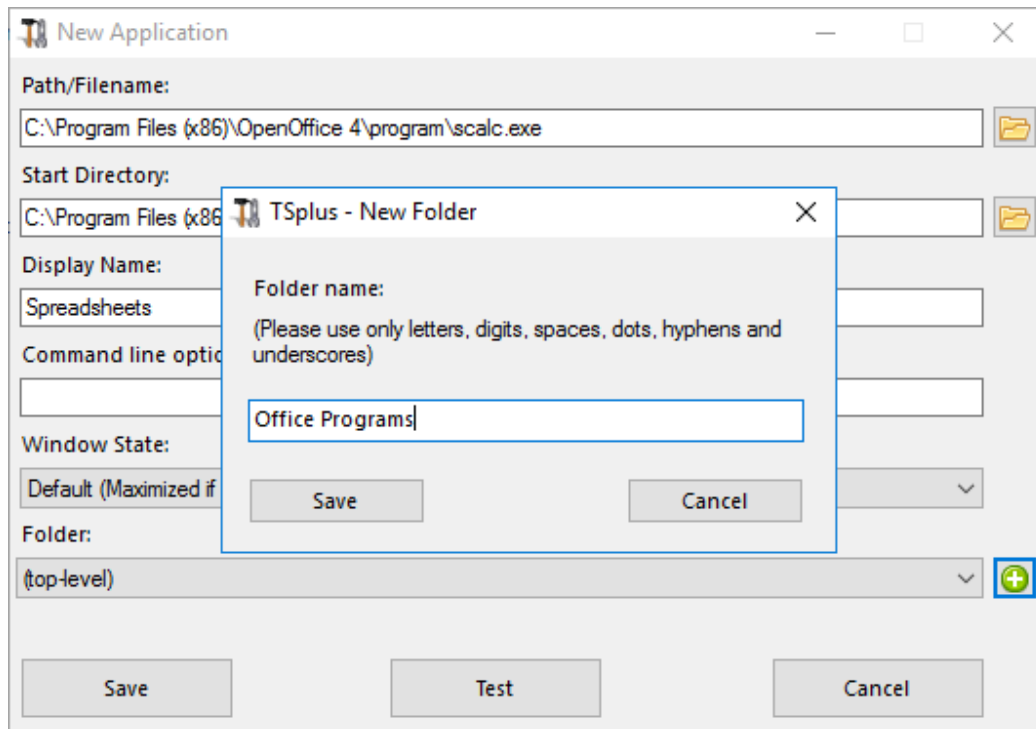 New Application
Path/Filename:
C:\Program Files (x86)\OpenOffice 4\program\scalc.exe
Start Directory:
C:\Program Files (x86
TSplus - New Folder
Display Name:
Spreadsheets
Folder name:
(Please use only letters, digits, spaces, dots, hyphens and
underscores)
Command line optio
Office Programs
Window State:
Default (Maximized if
Save
Cancel
Folder:
(top-level)
Save
Test
Cancel